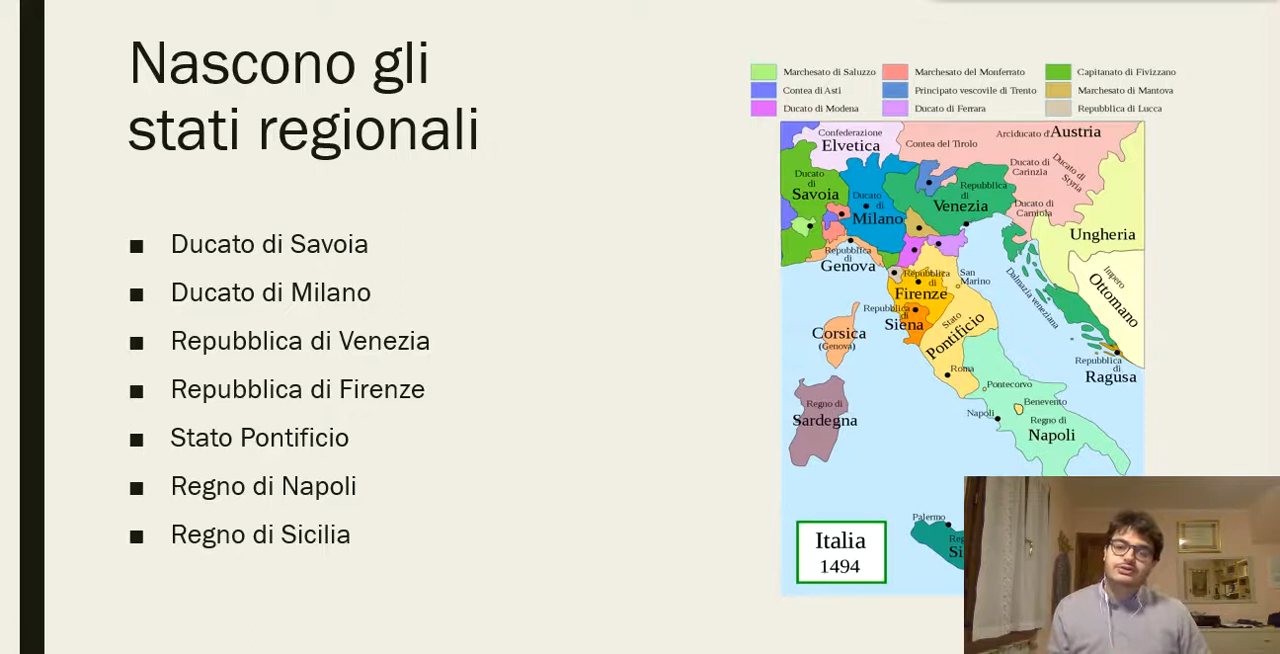 Nascono gli
stati regionali
■ Ducato di Savoia
■ Ducato di Milano
■ Repubblica di Venezia
■ Repubblica di Firenze
■ Stato Pontificio
■ Regno di Napoli
■ Regno di Sicilia
Marchesato di Saluzzo
Marchesato del Monferrato
Capitanato di Fivizzano
Contea di Asti
Principato vescovile di Trento
Marchesato di Mantova
Ducato di Modena
Ducato di Ferrara
Repubblica di Lucca
Confederazione
Elvetica
Contea del Tirolo
Arciducato d'Austria
Ducato di
Carinzia
Ducato di
Styria
Ducato
di
Savoia
Ducato
di
Milano
Repubblica
di
Venezia
Ducato di
Carniola
Ungheria
Repubblica
di
Genova
Repubblica
di
Firenze
San
Marino
Dalmazia veneziana
Impero
Ottomano
Repubblica
di
Siena
Stato
Pontificio
Corsica
(Genova)
Repubblica
di
Ragusa
Roma
Pontecorvo
Regno di
Sardegna
Benevento
Napoli
Regno di
Napoli
Palermo
Reg
Si
Italia
1494